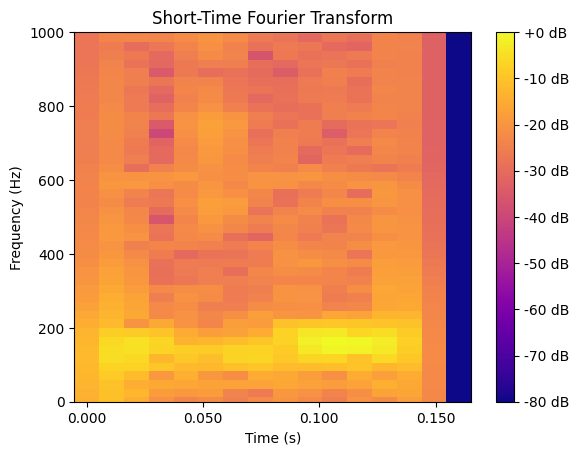 Short-Time Fourier Transform
1000
800
600
400
200
0
Frequency (Hz)
0.000
0.050
0.100
0.150
Time (s)
+0 dB
-10 dB
-20 dB
-30 dB
-40 dB
-50 dB
-60 dB
-70 dB
-80 dB